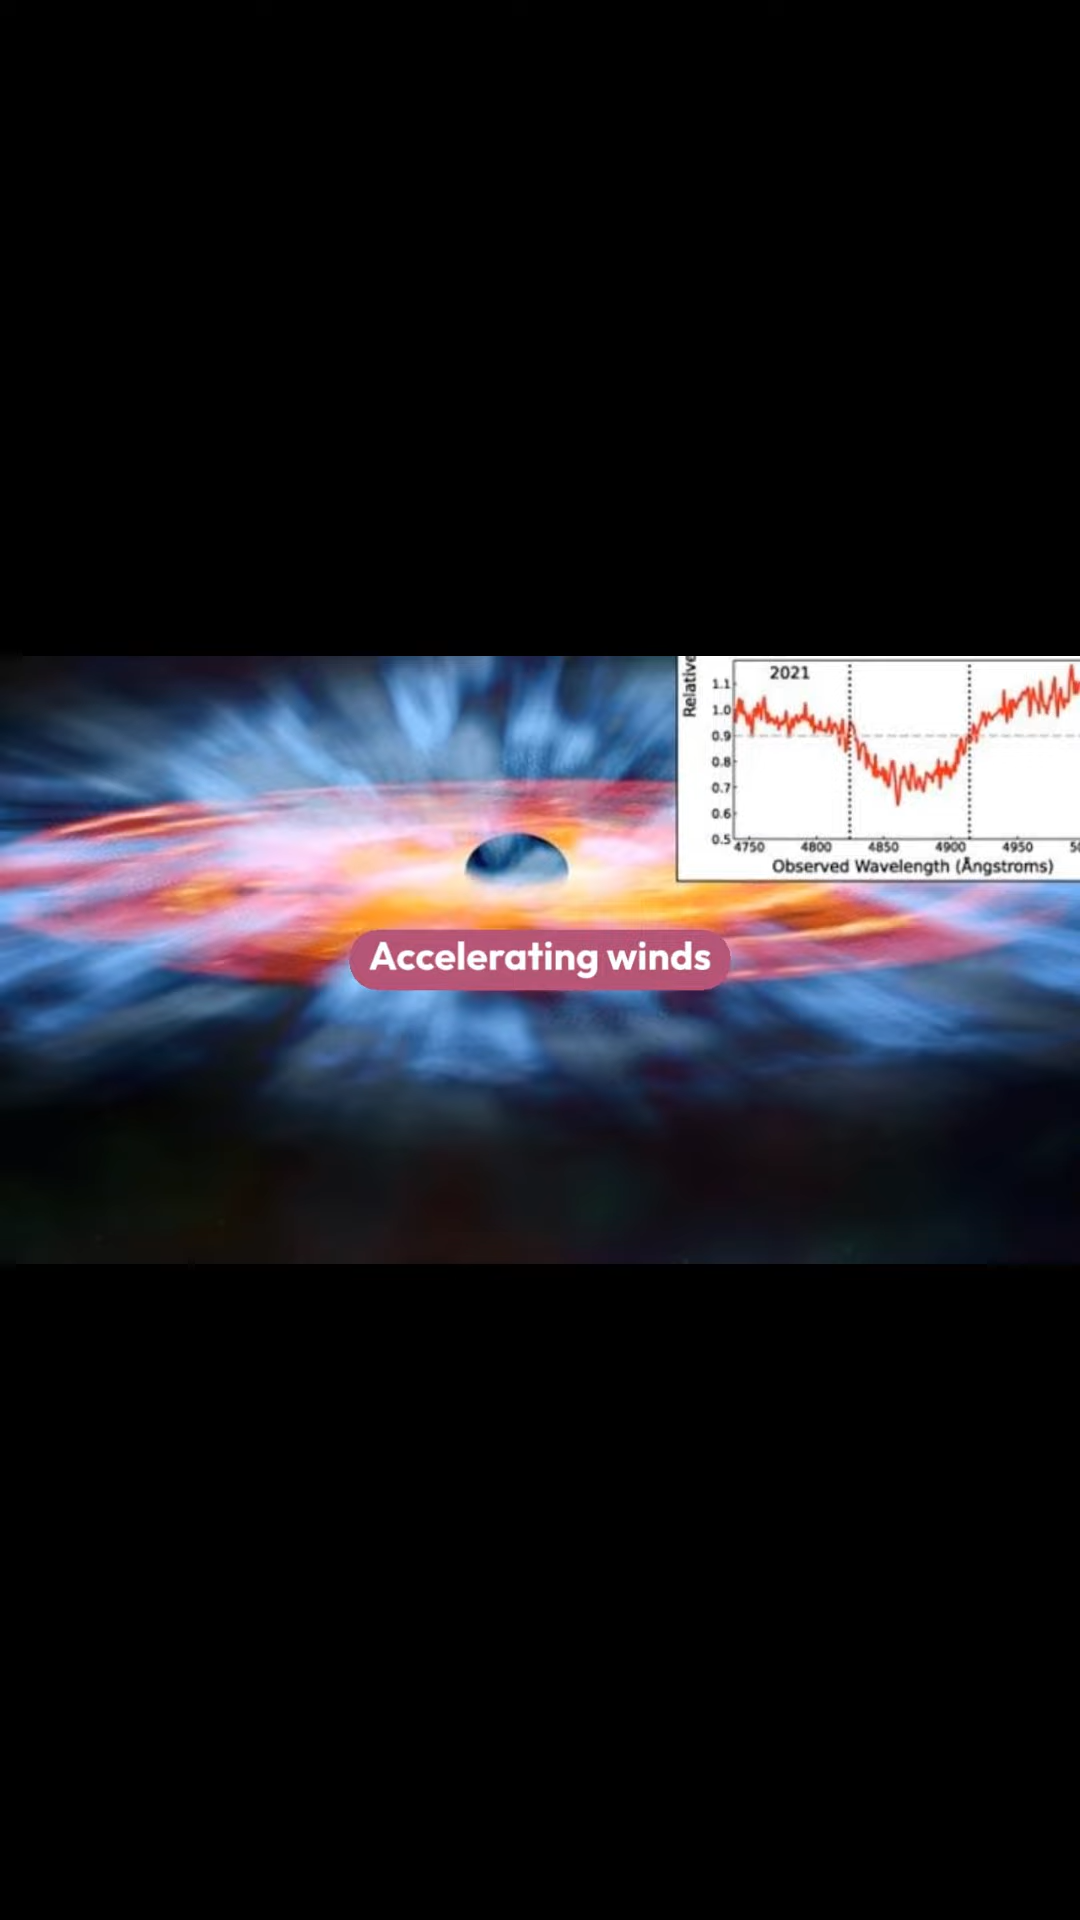 Relative
2021
1.1
1.0
0.9
0.8
0.7
0.6
0.5
4750 4800 4850 4900 4950
Observed Wavelength (Ångstroms)
Accelerating winds